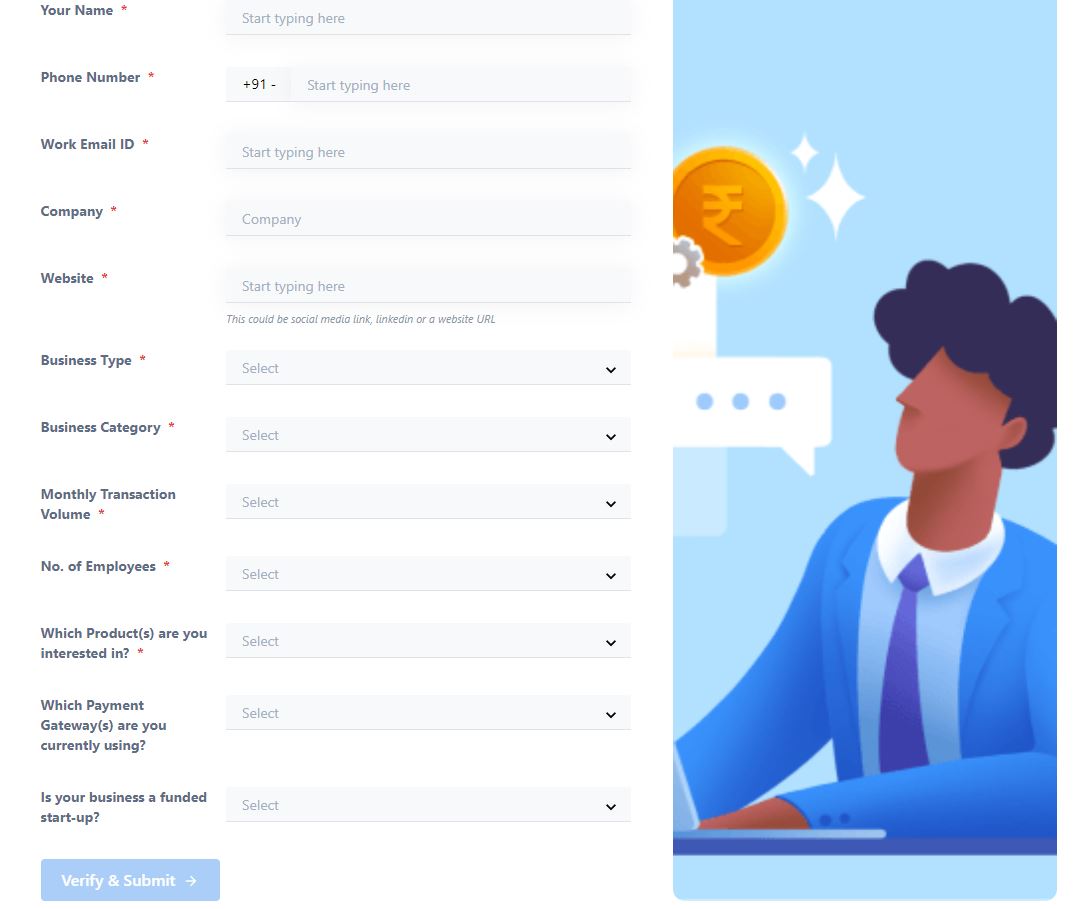 Your Name *
Start typing here
Phone Number *
+91 -
Start typing here
Work Email ID *
Start typing here
Company *
Company
Website *
Start typing here
This could be social media link, linkedin or a website URL
Business Type *
Select
Business Category *
Select
Monthly Transaction
Volume *
Select
No. of Employees *
Select
Which Product(s) are you
interested in? *
Select
Which Payment
Gateway(s) are you
currently using?
Select
Is your business a funded
start-up?
Select
Verify & Submit →
₹